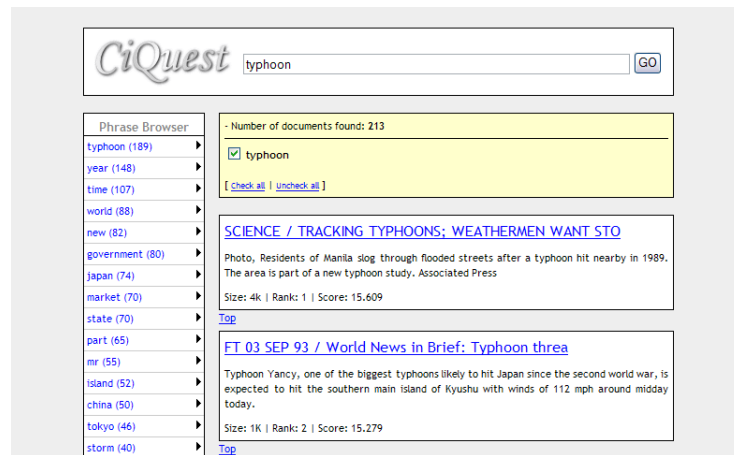 CiQuest
typhoon
GO
Phrase Browser
typhoon (189)
year (148)
time (107)
world (88)
new (82)
government (80)
japan (74)
market (70)
state (70)
part (65)
mr (55)
island (52)
china (50)
tokyo (46)
storm (40)
- Number of documents found: 213
typhoon
[ Check all | Uncheck all ]
SCIENCE / TRACKING TYPHOONS; WEATHERMEN WANT STO
Photo, Residents of Manila slog through flooded streets after a typhoon hit nearby in 1989.
The area is part of a new typhoon study. Associated Press
Size: 4k | Rank: 1 | Score: 15.609
Top
FT 03 SEP 93 / World News in Brief: Typhoon threa
Typhoon Yancy, one of the biggest typhoons likely to hit Japan since the second world war, is
expected to hit the southern main island of Kyushu with winds of 112 mph around midday
today.
Size: 1K | Rank: 2 | Score: 15.279
Top